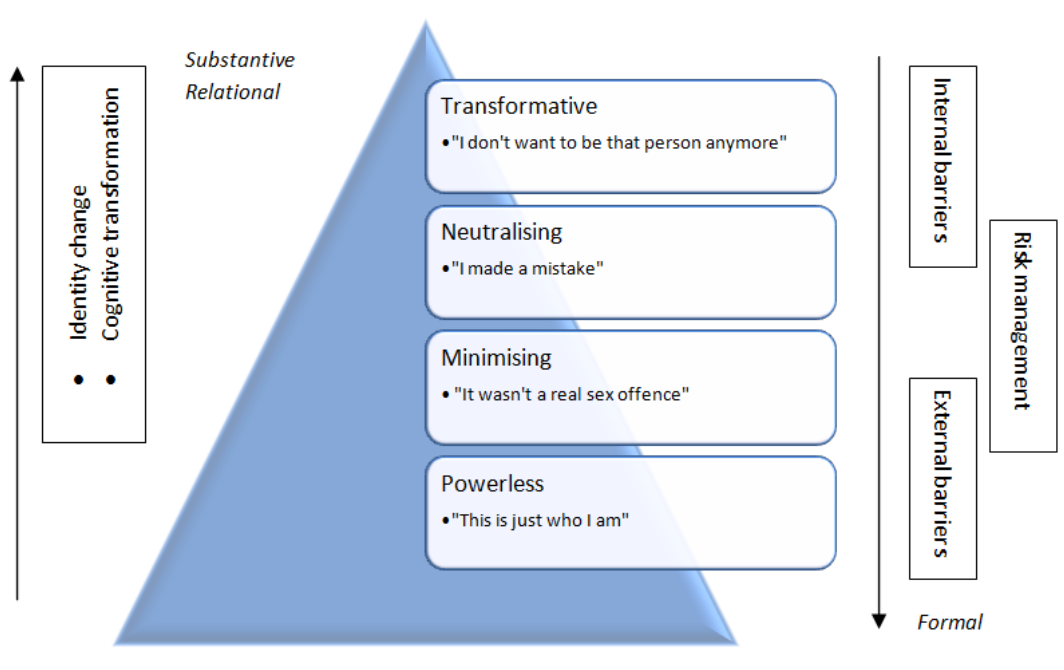 Substantive
Relational
• Identity change
• Cognitive transformation
Transformative
•"I don't want to be that person anymore"
Neutralising
•"I made a mistake"
Minimising
• "It wasn't a real sex offence"
Powerless
•"This is just who I am"
Internal barriers
Risk management
External barriers
Formal